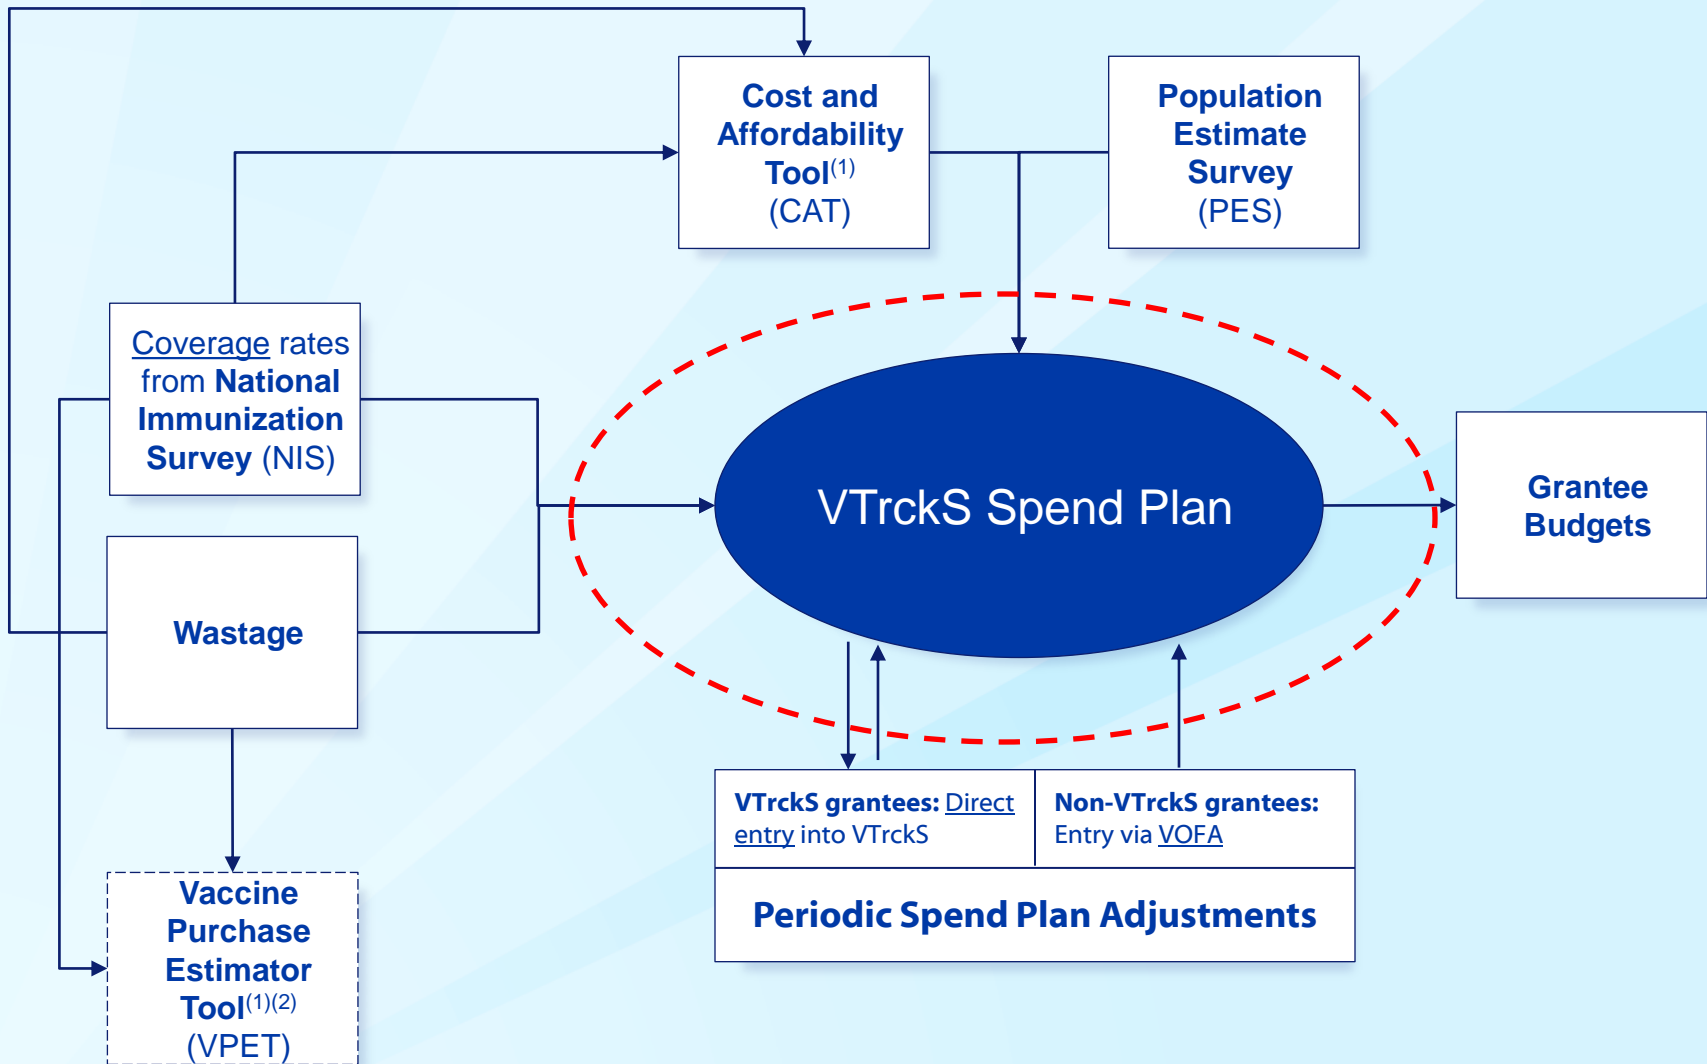 Cost and
Affordability
Tool(1)
(CAT)
Population
Estimate
Survey
(PES)
Coverage rates
from National
Immunization
Survey (NIS)
VTrckS Spend Plan
Grantee
Budgets
Wastage
VTrckS grantees: Direct
entry into VTrckS
Non-VTrckS grantees:
Entry via VOFA
Periodic Spend Plan Adjustments
Vaccine
Purchase
Estimator
Tool(1)(2)
(VPET)